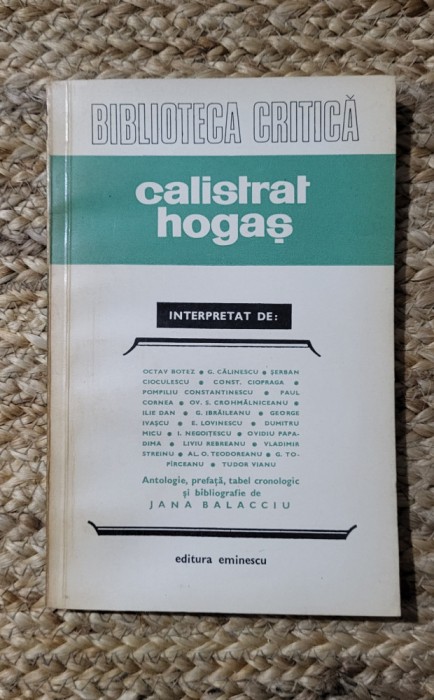 BIBLIOTECA CRITICĂ
calistrat
hogaș
INTERPRETAT DE:
OCTAV BOTEZ ● G. CĂLINESCU ● ȘERBAN
CIOCULESCU ● CONST. CIOPRAGA ●
POMPILIU CONSTANTINESCU ● PAUL
CORNEA ● OV. S. CROHMĂLNICEANU ●
ILIE DAN ● G. IBRĂILEANU ● GEORGE
IVAȘCU ● E. LOVINESCU ● DUMITRU
MICU ● I. NEGOIȚESCU ● OVIDIU PAPA-
DIMA ● LIVIU REBREANU ● VLADIMIR
STREINU ● AL. O. TEODOREANU ● G. TO-
PÎRCEANU ● TUDOR VIANU
Antologie, prefață, tabel cronologic
și bibliografie de
JANA BALACCIU
editura eminescu